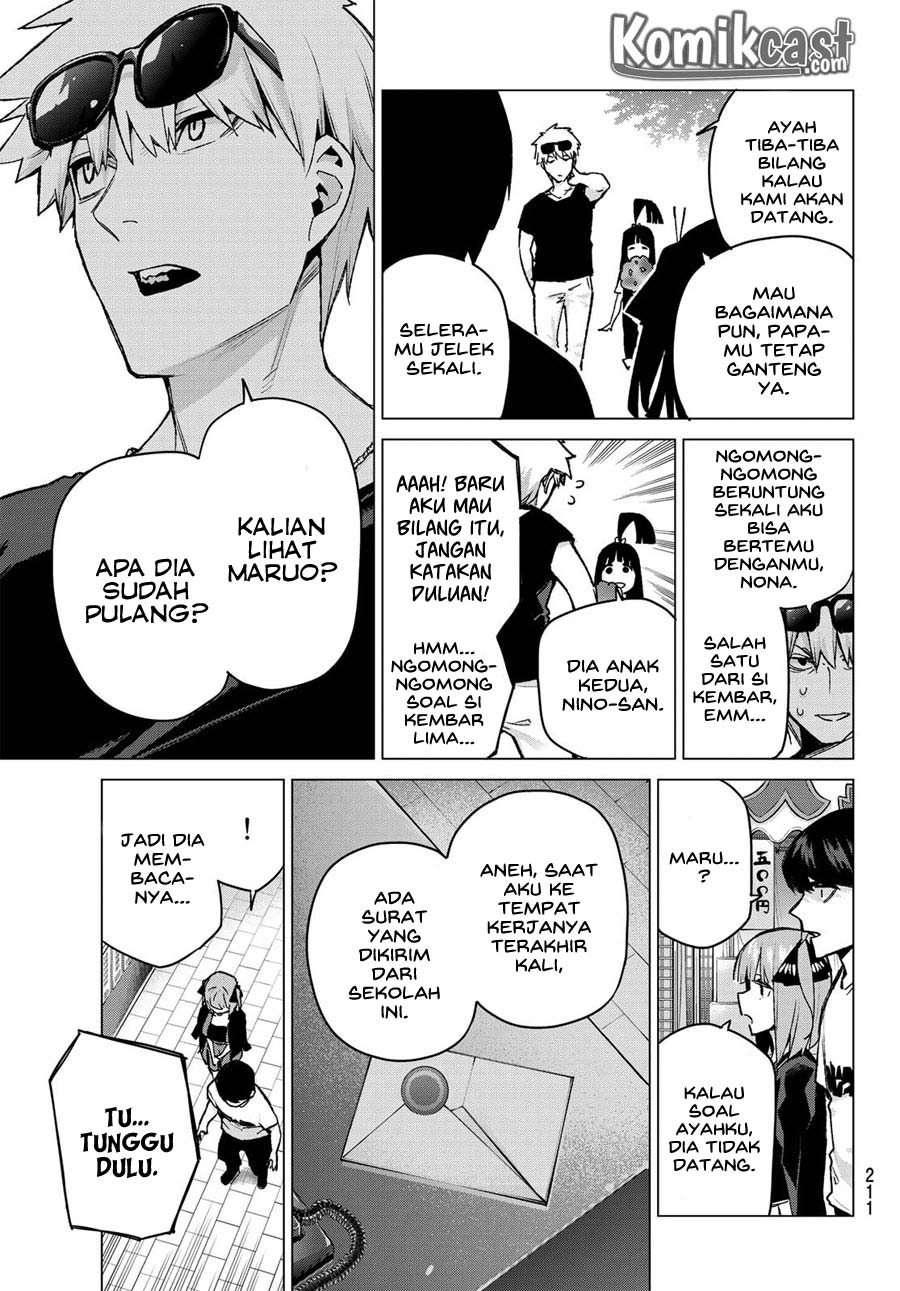 Komikcast
.com
AYAH
TIBA-TIBA
BILANG
KALAU
KAMI AKAN
DATANG.
MAU
BAGAIMANA
PUN, PAPA-
MU TETAP
GANTENG
YA.
SELERA-
MU JELEK
SEKALI.
NGOMONG-
NGOMONG
BERUNTUNG
SEKALI AKU
BISA
BERTEMU
DENGANMU,
NONA.
SALAH
SATU
DARI SI
KEMBAR,
EMM...
DIA ANAK
KEDUA,
NINO-SAN.
AAAH! BARU
AKU MAU
BILANG ITU,
JANGAN
KATAKAN
DULUAN!
HMM...
NGOMONG-
NGOMONG
SOAL SI
KEMBAR
LIMA...
KALIAN
LIHAT
MARUO?
APA DIA
SUDAH
PULANG?
MARU...
?
五〇〇円
KALAU
SOAL
AYAHKU,
DIA TIDAK
DATANG.
ANEH, SAAT
AKU KE
TEMPAT
KERJANYA
TERAKHIR
KALI,
ADA
SURAT
YANG
DIKIRIM
DARI
SEKOLAH
INI.
!
JADI DIA
MEM-
BACA-
NYA...
TU...
TUNGGU
DULU.
211